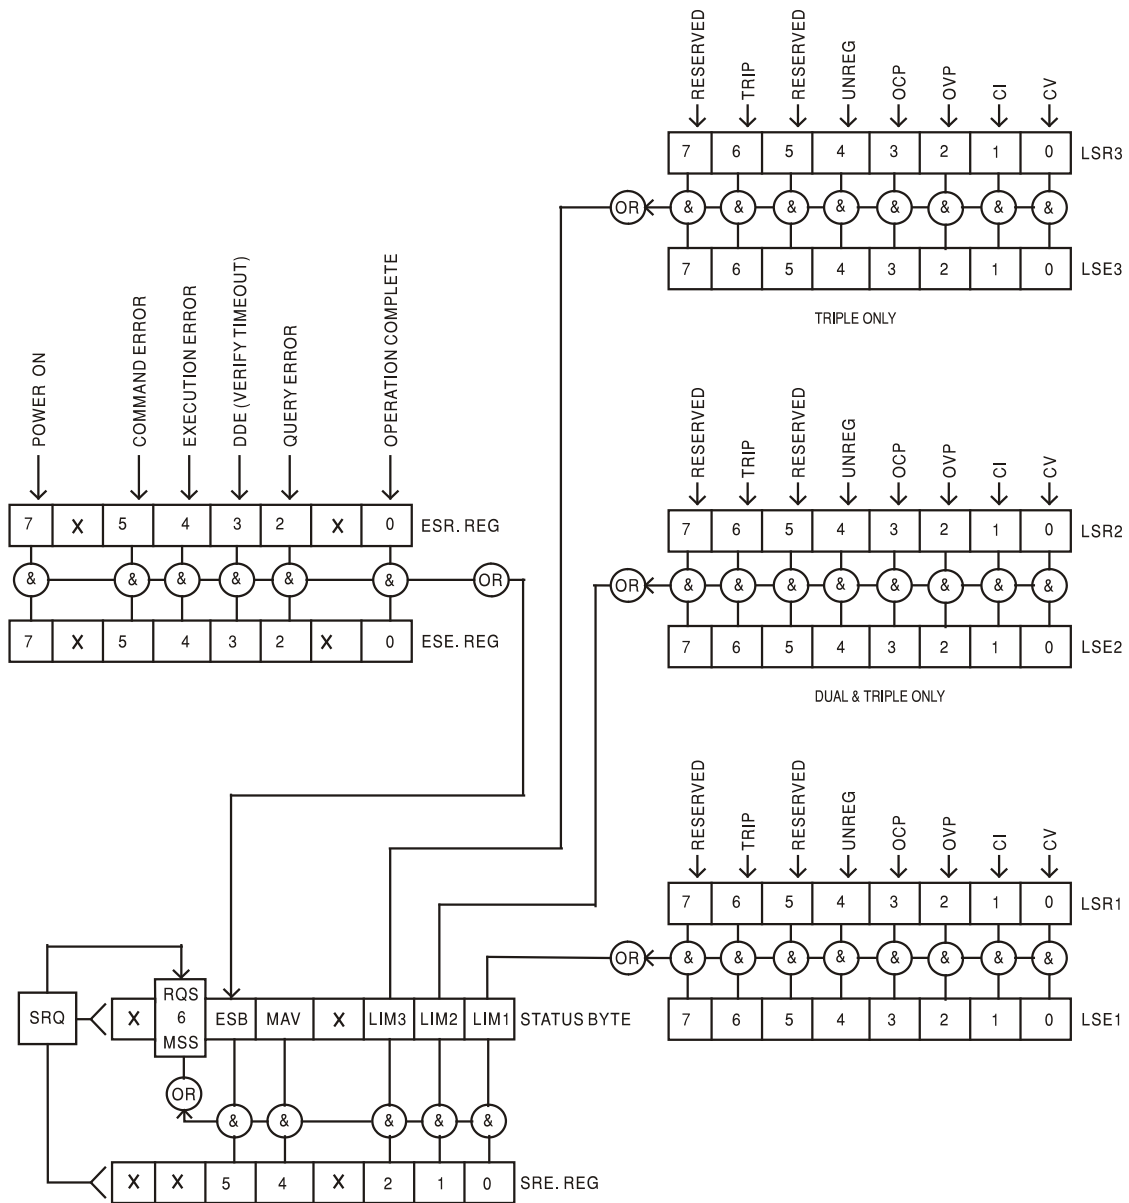 RESERVED TRIP RESERVED UNREG OCP OVP CI CV
7 6 5 4 3 2 1 0 LSR3
OR & & & & & & & &
7 6 5 4 3 2 1 0 LSE3
TRIPLE ONLY
POWER ON COMMAND ERROR EXECUTION ERROR DDE (VERIFY TIMEOUT) QUERY ERROR OPERATION COMPLETE
7 X 5 4 3 2 X 0 ESR. REG
& & & & & & OR
7 X 5 4 3 2 X 0 ESE. REG
RESERVED TRIP RESERVED UNREG OCP OVP CI CV
7 6 5 4 3 2 1 0 LSR2
OR & & & & & & & &
7 6 5 4 3 2 1 0 LSE2
DUAL & TRIPLE ONLY
RESERVED TRIP RESERVED UNREG OCP OVP CI CV
7 6 5 4 3 2 1 0 LSR1
OR & & & & & & & &
7 6 5 4 3 2 1 0 LSE1
SRQ X RQS 6 MSS ESB MAV X LIM3 LIM2 LIM1 STATUS BYTE
OR & & & & &
X X 5 4 X 2 1 0 SRE. REG